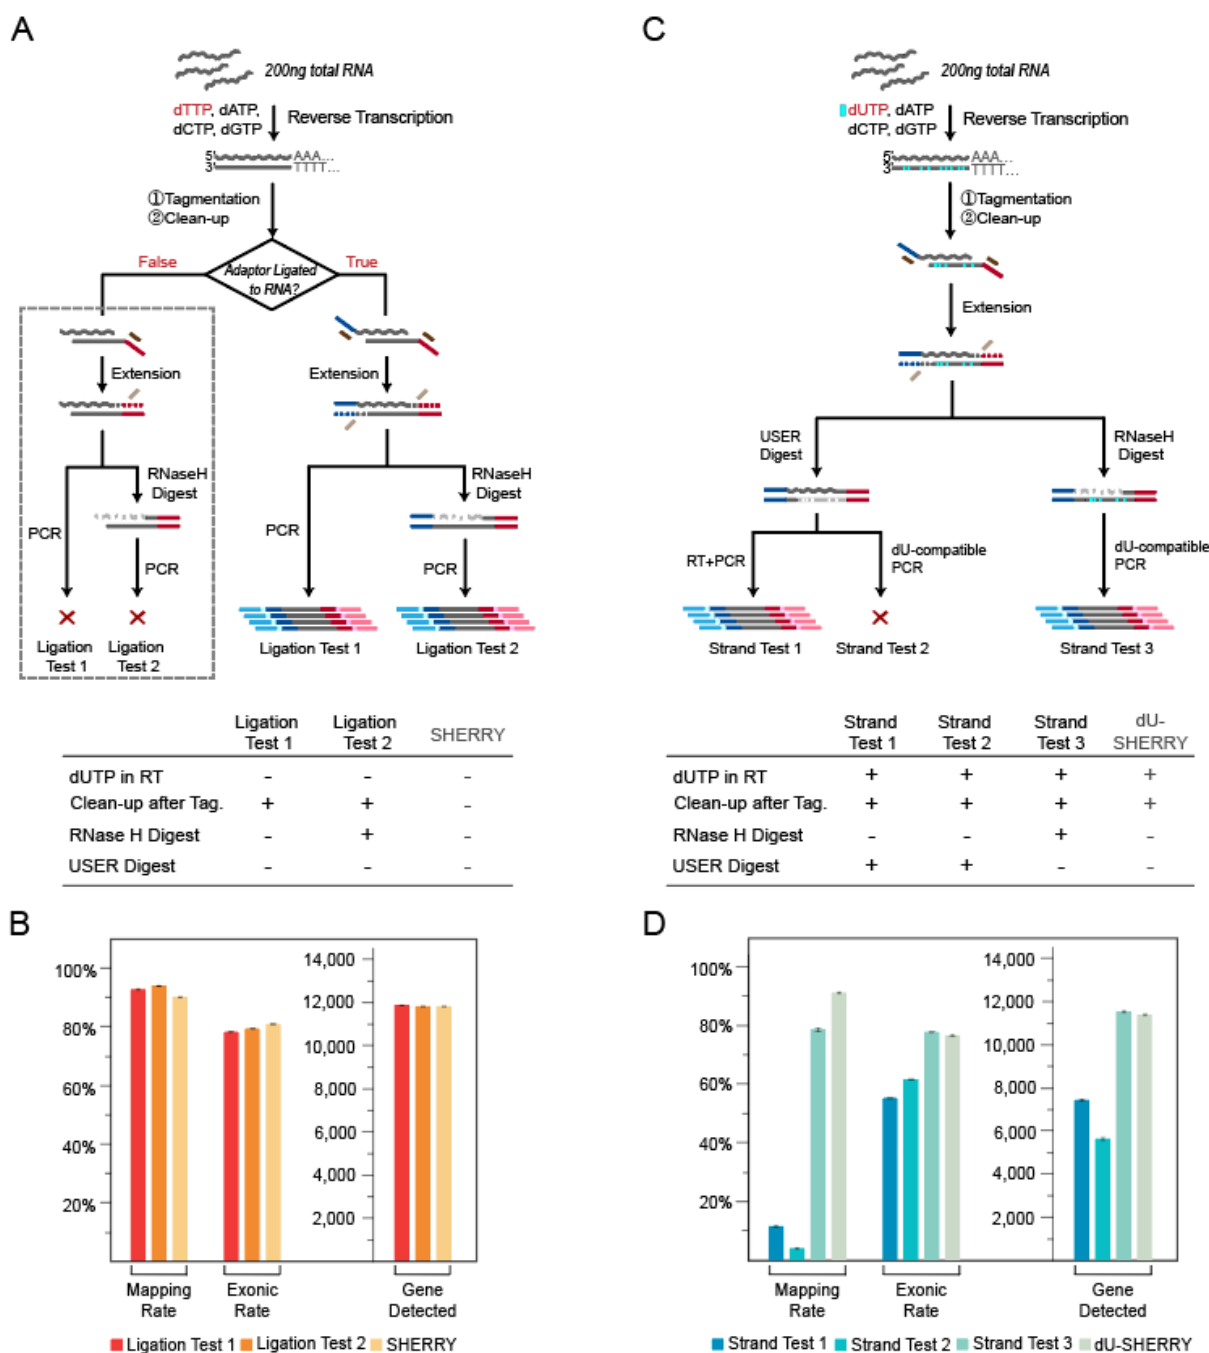 A
200ng total RNA
dTTP, dATP,
dCTP, dGTP
Reverse Transcription
5' AAA...
3' TTTT...
①Tagmentation
②Clean-up
False
Adaptor Ligated
to RNA?
True
Extension
Extension
RNaseH
Digest
RNaseH
Digest
PCR
PCR
PCR
PCR
Ligation
Test 1
Ligation
Test 2
Ligation Test 1
Ligation Test 2
Ligation
Test 1
Ligation
Test 2
SHERRY
dUTP in RT - - -
Clean-up after Tag. + + -
RNase H Digest - + -
USER Digest - - -
C
200ng total RNA
dUTP, dATP
dCTP, dGTP
Reverse Transcription
5' AAA...
3' TTTT...
①Tagmentation
②Clean-up
Extension
USER
Digest
RNaseH
Digest
RT+PCR
dU-compatible
PCR
dU-compatible
PCR
Strand Test 1
Strand Test 2
Strand Test 3
Strand
Test 1
Strand
Test 2
Strand
Test 3
dU-
SHERRY
dUTP in RT + + + +
Clean-up after Tag. + + + +
RNase H Digest - - + -
USER Digest + + - -
B
100%
80%
60%
40%
20%
14,000
12,000
10,000
8,000
6,000
4,000
2,000
Mapping
Rate
Exonic
Rate
Gene
Detected
Ligation Test 1 Ligation Test 2 SHERRY
D
100%
80%
60%
40%
20%
14,000
12,000
10,000
8,000
6,000
4,000
2,000
Mapping
Rate
Exonic
Rate
Gene
Detected
Strand Test 1 Strand Test 2 Strand Test 3 dU-SHERRY